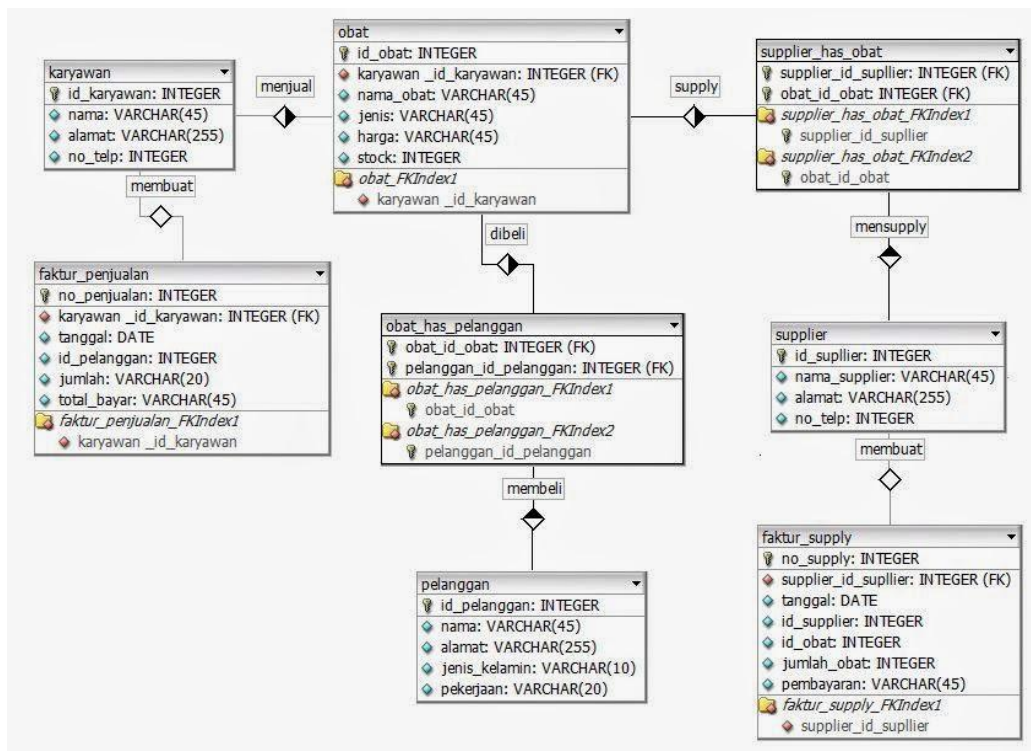 karyawan
id_karyawan: INTEGER
nama: VARCHAR(45)
alamat: VARCHAR(255)
no_telp: INTEGER
menjual
obat
id_obat: INTEGER
karyawan _id_karyawan: INTEGER (FK)
nama_obat: VARCHAR(45)
jenis: VARCHAR(45)
harga: VARCHAR(45)
stock: INTEGER
obat_FKIndex1
karyawan _id_karyawan
supply
supplier_has_obat
supplier_id_supllier: INTEGER (FK)
obat_id_obat: INTEGER (FK)
supplier_has_obat_FKIndex1
supplier_id_supllier
supplier_has_obat_FKIndex2
obat_id_obat
membuat
faktur_penjualan
no_penjualan: INTEGER
karyawan _id_karyawan: INTEGER (FK)
tanggal: DATE
id_pelanggan: INTEGER
jumlah: VARCHAR(20)
total_bayar: VARCHAR(45)
faktur_penjualan_FKIndex1
karyawan _id_karyawan
dibeli
obat_has_pelanggan
obat_id_obat: INTEGER (FK)
pelanggan_id_pelanggan: INTEGER (FK)
obat_has_pelanggan_FKIndex1
obat_id_obat
obat_has_pelanggan_FKIndex2
pelanggan_id_pelanggan
mensupply
supplier
id_supllier: INTEGER
nama_supplier: VARCHAR(45)
alamat: VARCHAR(255)
no_telp: INTEGER
membeli
pelanggan
id_pelanggan: INTEGER
nama: VARCHAR(45)
alamat: VARCHAR(255)
jenis_kelamin: VARCHAR(10)
pekerjaan: VARCHAR(20)
membuat
faktur_supply
no_supply: INTEGER
supplier_id_supllier: INTEGER (FK)
tanggal: DATE
id_supplier: INTEGER
id_obat: INTEGER
jumlah_obat: INTEGER
pembayaran: VARCHAR(45)
faktur_supply_FKIndex1
supplier_id_supllier